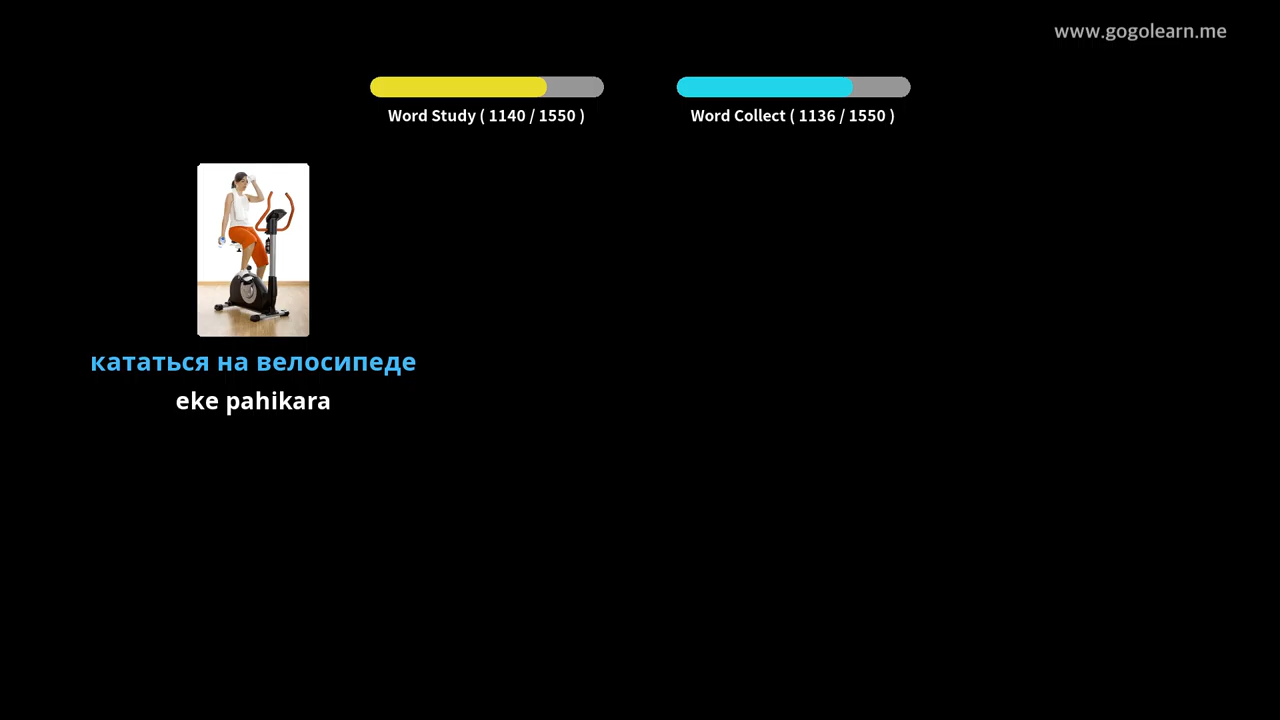 www.gogolearn.me
Word Study ( 1140 / 1550 )
Word Collect ( 1136 / 1550 )
кататься на велосипеде
eke pahikara